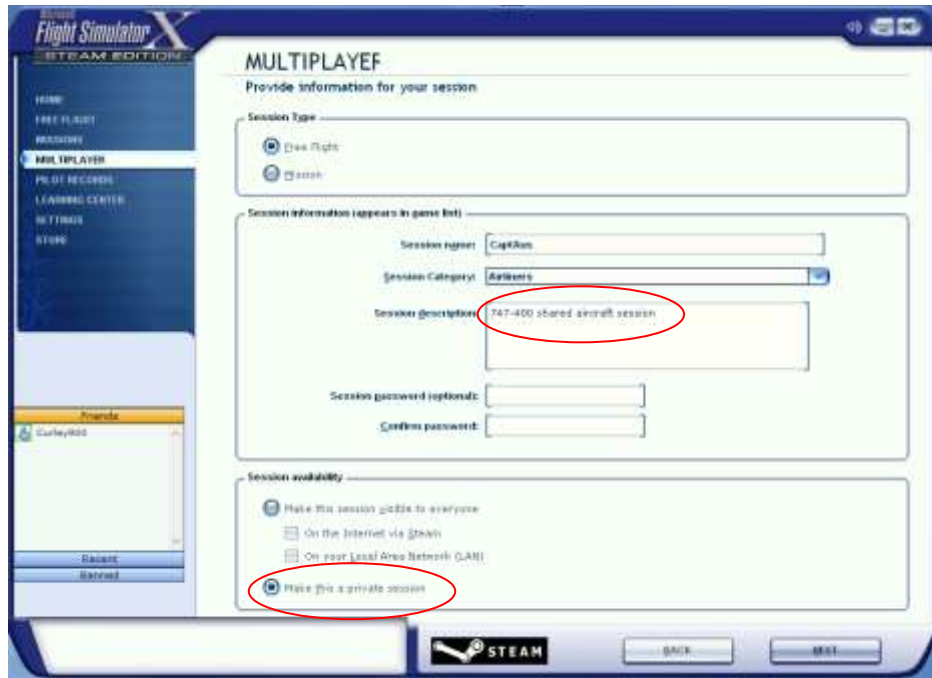 Microsoft
Flight Simulator X
STEAM EDITION
MULTIPLAYER
Provide information for your session
HOME
FREE FLIGHT
MISSIONS
MULTIPLAYER
PILOT RECORDS
LEARNING CENTER
SETTINGS
STORE
Session Type
Free Flight
Mission
Session information (appears in game list)
Session name:
Session Category: Airliners
Session description: 747-400 shared aircraft session
Session password (optional):
Confirm password:
Friends
Curley900
Recent
Banned
Session availability
Make this session visible to everyone
On the Internet via Steam
On your Local Area Network (LAN)
Make this a private session
STEAM
BACK
NEXT